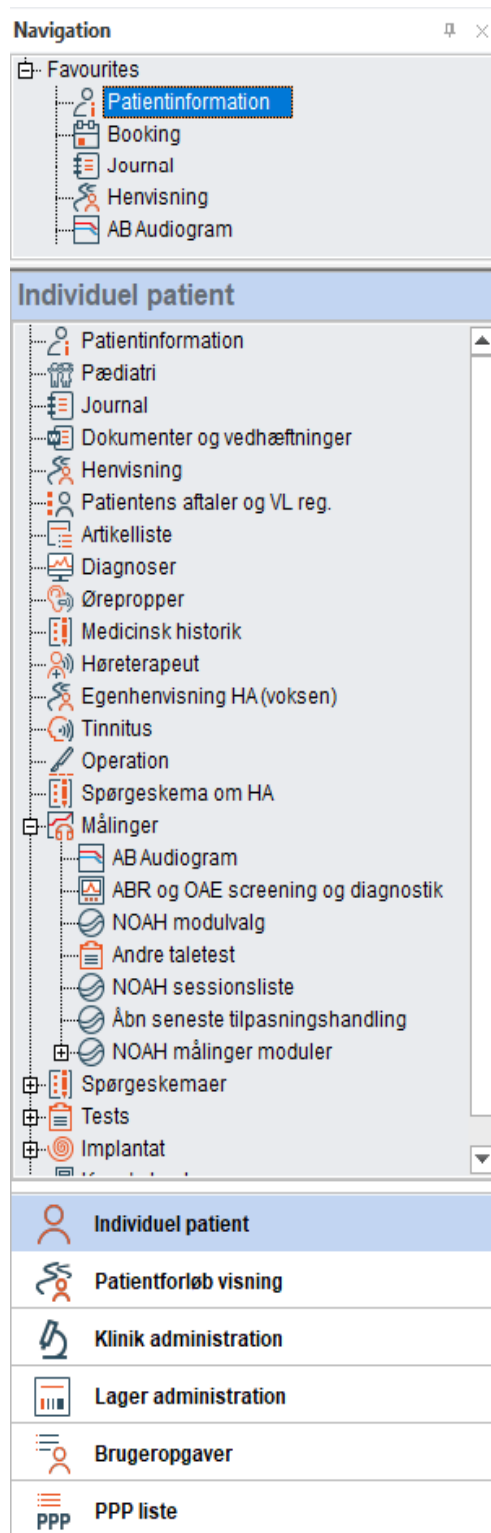 Navigation
Favourites
Patientinformation
Booking
Journal
Henvisning
AB Audiogram
Individuel patient
Patientinformation
Pædiatri
Journal
Dokumenter og vedhæftninger
Henvisning
Patientens aftaler og VL reg.
Artikelliste
Diagnoser
Ørepropper
Medicinsk historik
Høreterapeut
Egenhenvisning HA (voksen)
Tinnitus
Operation
Spørgeskema om HA
Målinger
AB Audiogram
ABR og OAE screening og diagnostik
NOAH modulvalg
Andre taletest
NOAH sessionsliste
Åbn seneste tilpasningshandling
NOAH målinger moduler
Spørgeskemaer
Tests
Implantat
Individuel patient
Patientforløb visning
Klinik administration
Lager administration
Brugeropgaver
PPP PPP liste